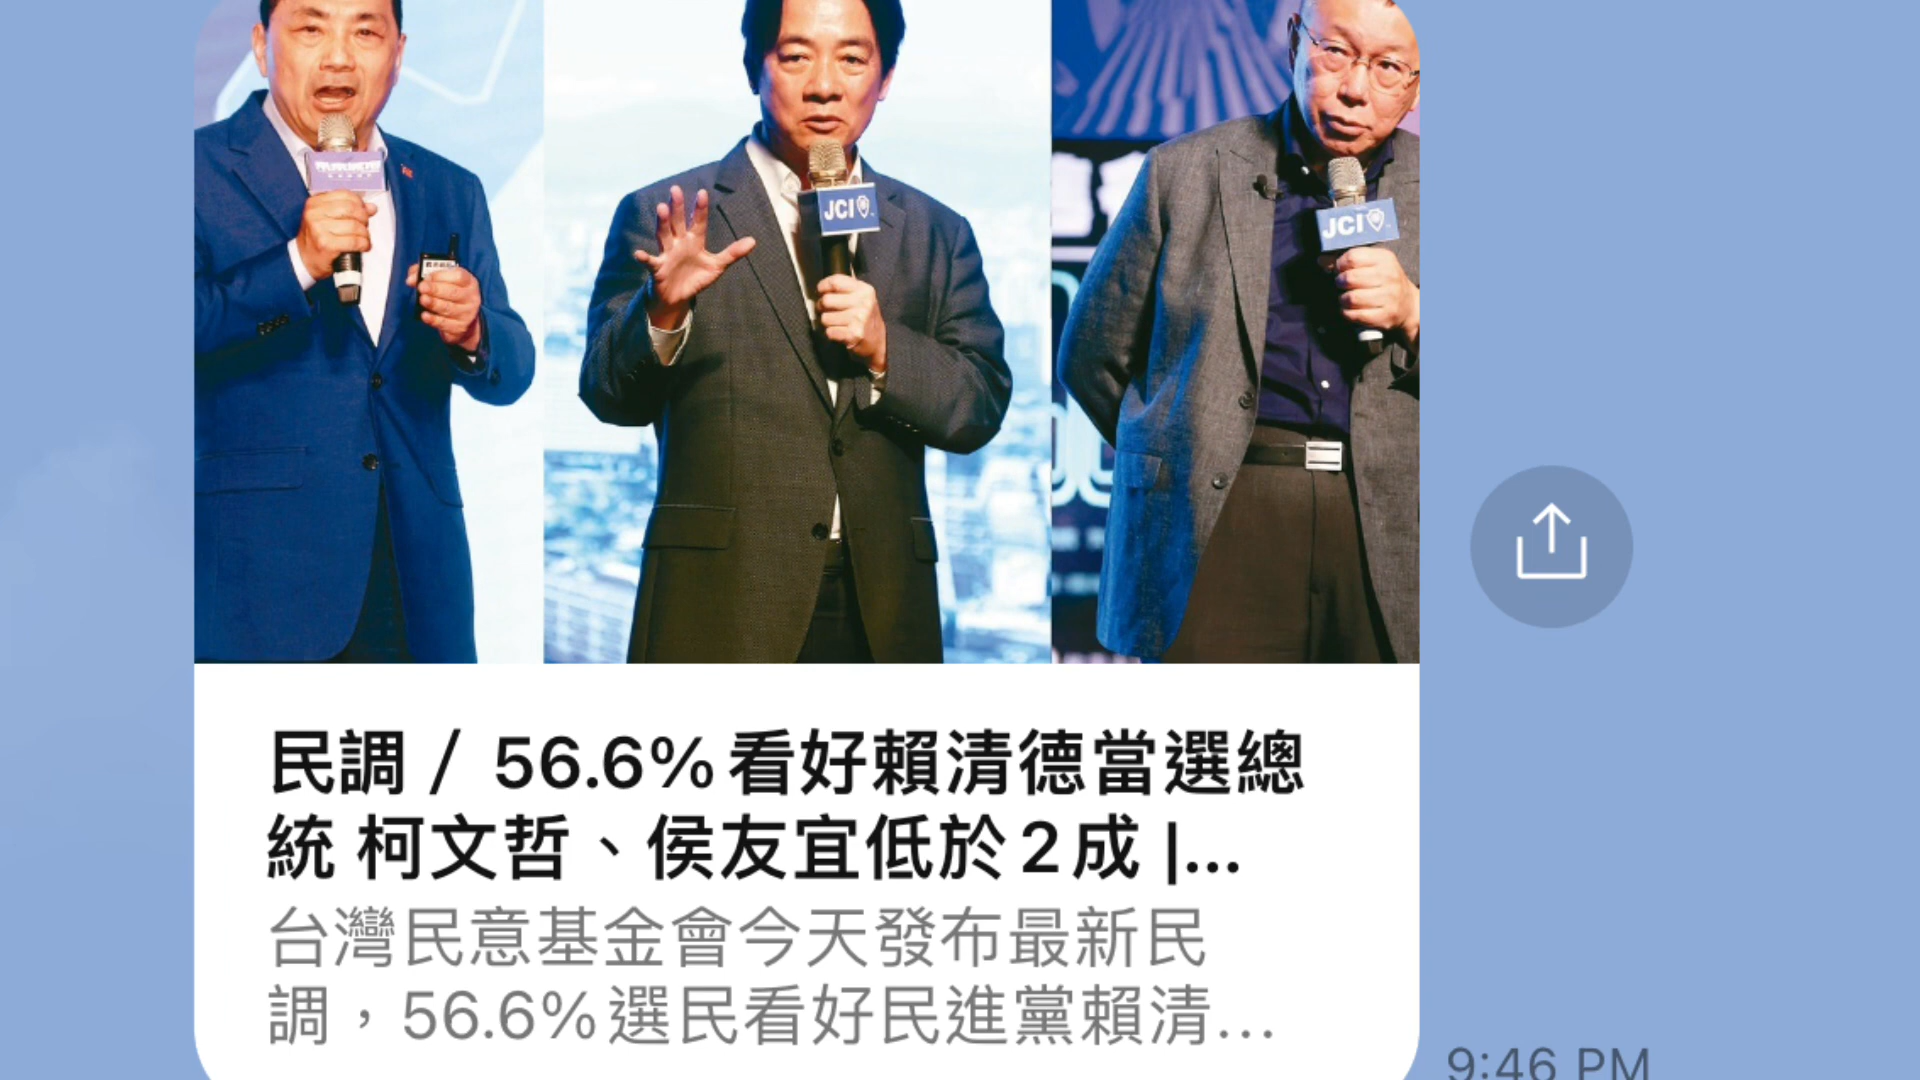 JCI
JCI
民調／ 56.6%看好賴清德當選總
統 柯文哲、侯友宜低於2成 |...
台灣民意基金會今天發布最新民
調，56.6%選民看好民進黨賴清...
9:46 PM